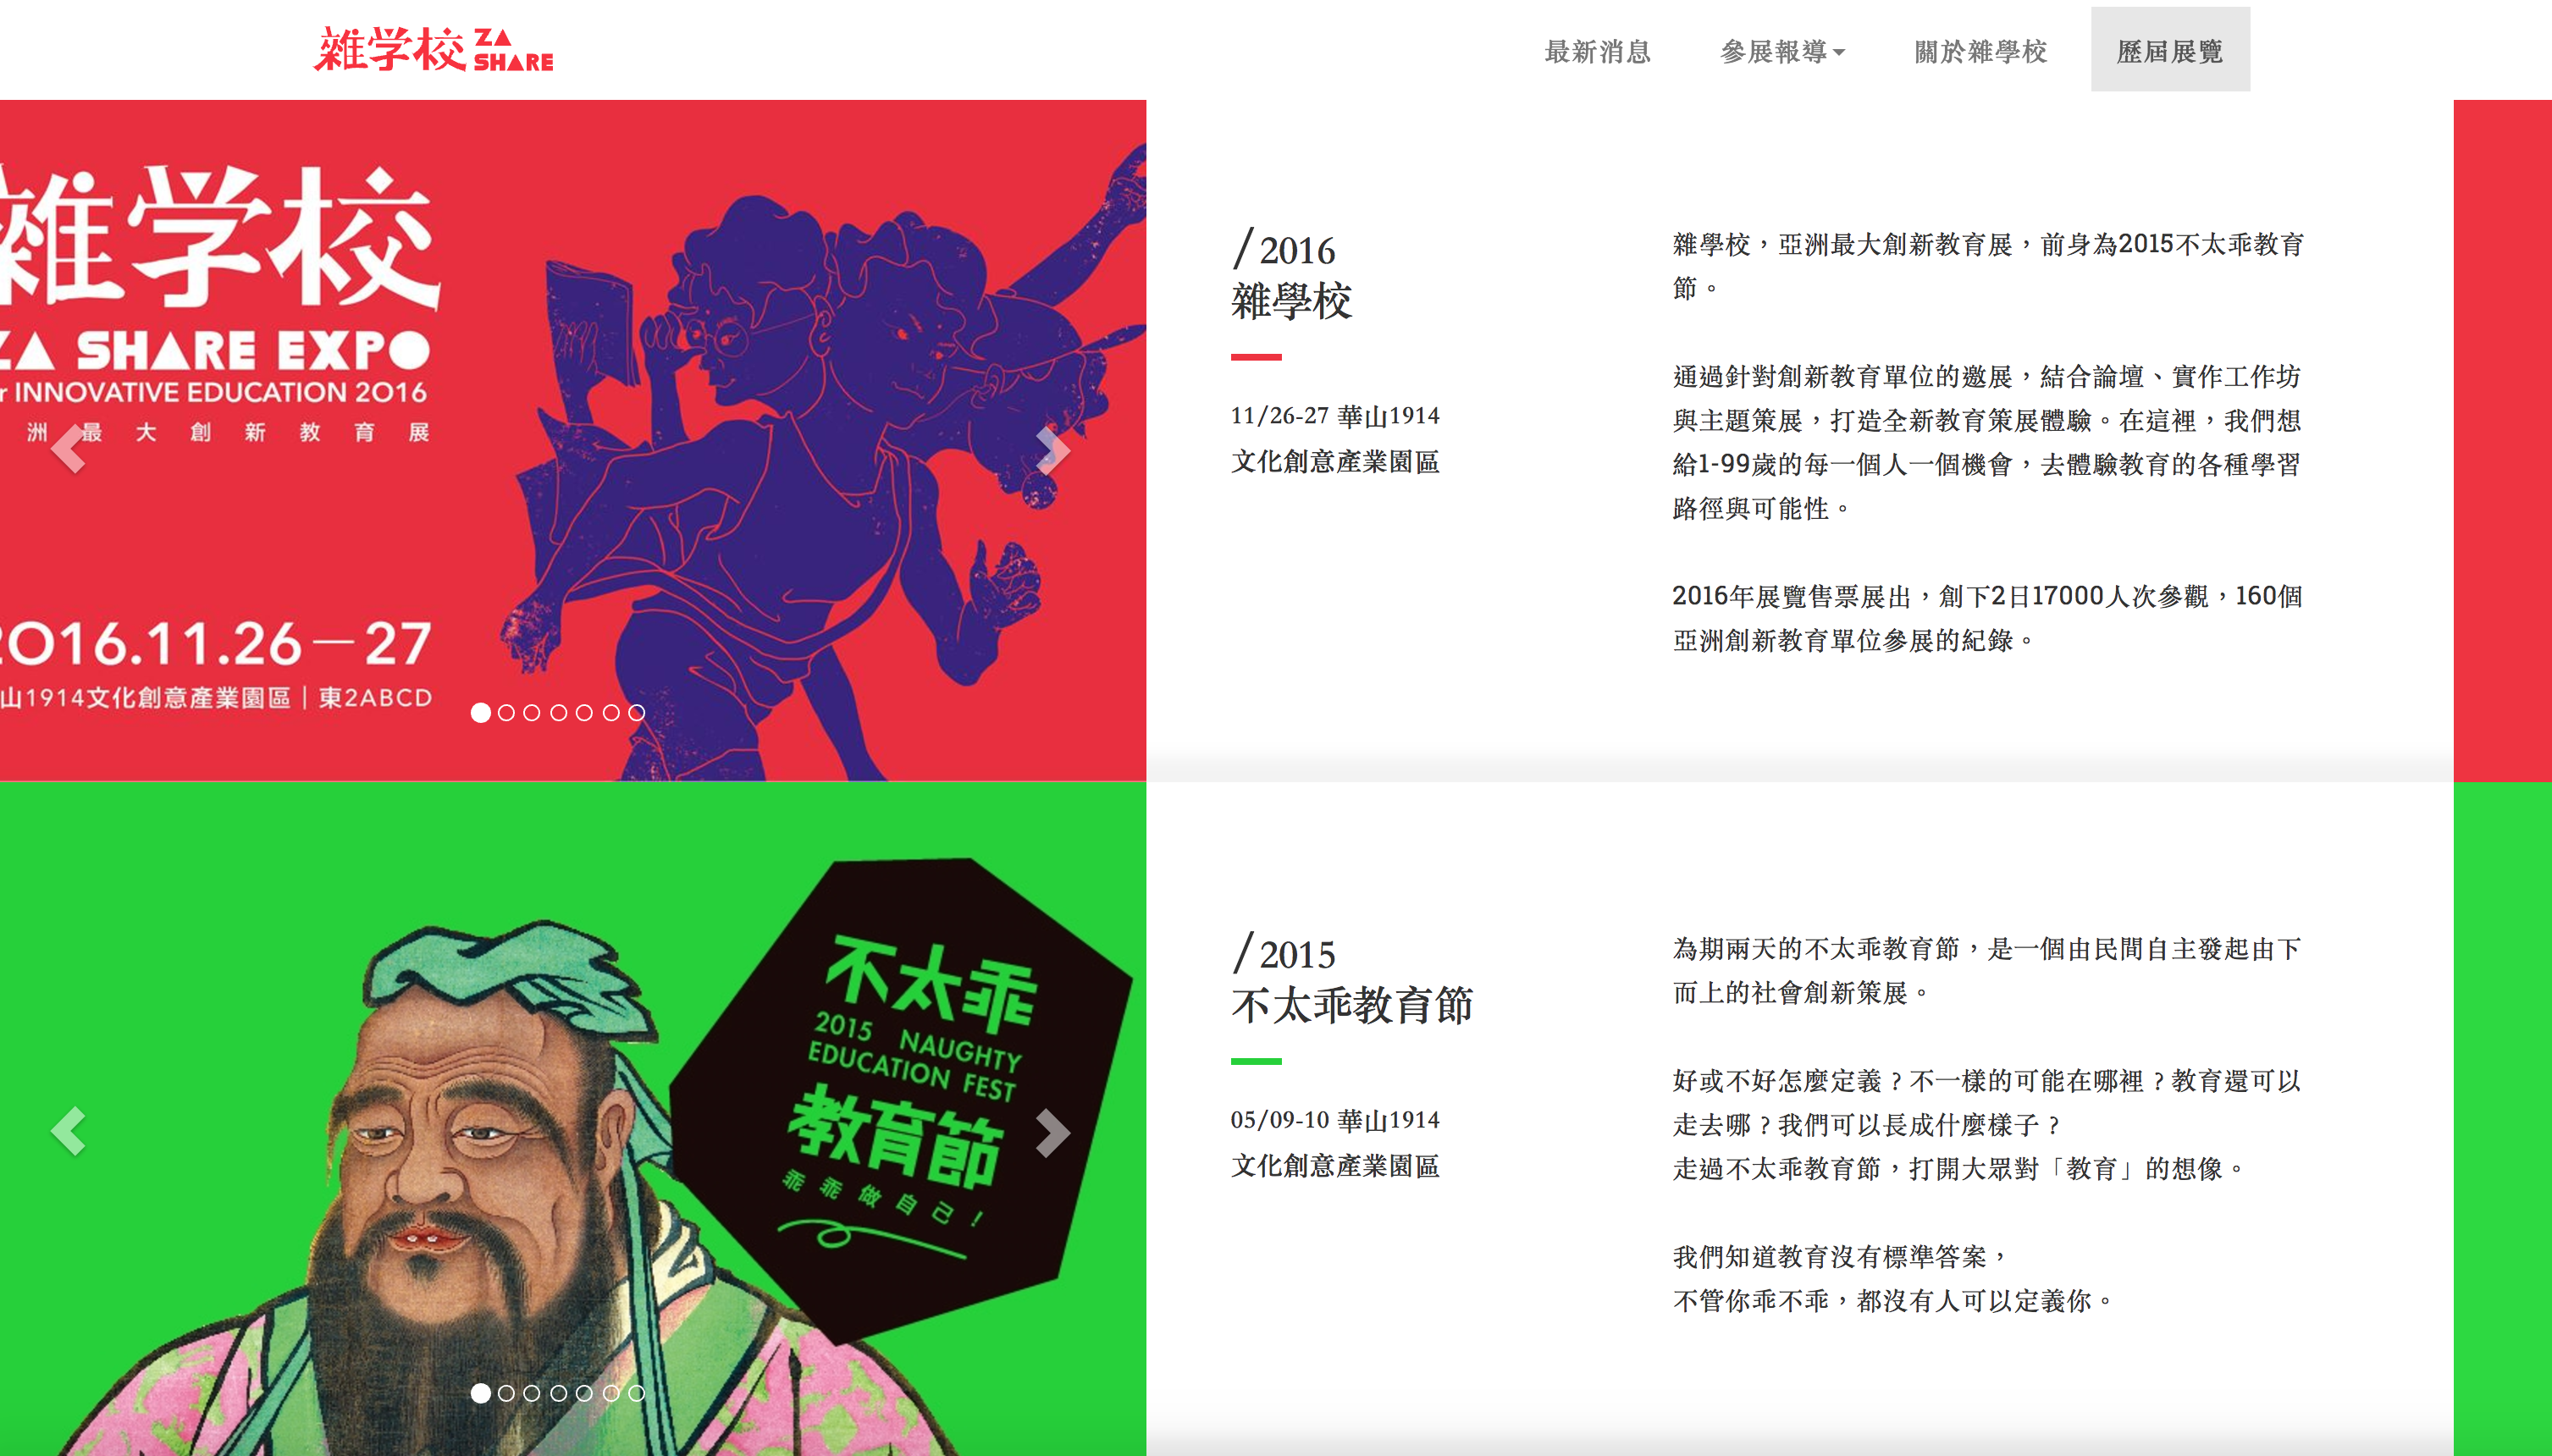 雜学校 ZA SHARE
最新消息
參展報導
關於雜學校
歷屆展覽
雜学校
ZA SHARE EXPO
r INNOVATIVE EDUCATION 2016
洲最大創新教育展
2016.11.26—27
山1914文化創意產業園區｜東2ABCD
/2016
雜學校
11/26-27 華山1914
文化創意產業園區
雜學校，亞洲最大創新教育展，前身為2015不太乖教育
節。
通過針對創新教育單位的邀展，結合論壇、實作工作坊
與主題策展，打造全新教育策展體驗。在這裡，我們想
給1-99歲的每一個人一個機會，去體驗教育的各種學習
路徑與可能性。
2016年展覽售票展出，創下2日17000人次參觀，160個
亞洲創新教育單位參展的紀錄。
不太乖
2015 NAUGHTY
EDUCATION FEST
教育節
乖乖做自己！
/2015
不太乖教育節
05/09-10 華山1914
文化創意產業園區
為期兩天的不太乖教育節，是一個由民間自主發起由下
而上的社會創新策展。
好或不好怎麼定義？不一樣的可能在哪裡？教育還可以
走去哪？我們可以長成什麼樣子？
走過不太乖教育節，打開大眾對「教育」的想像。
我們知道教育沒有標準答案，
不管你乖不乖，都沒有人可以定義你。